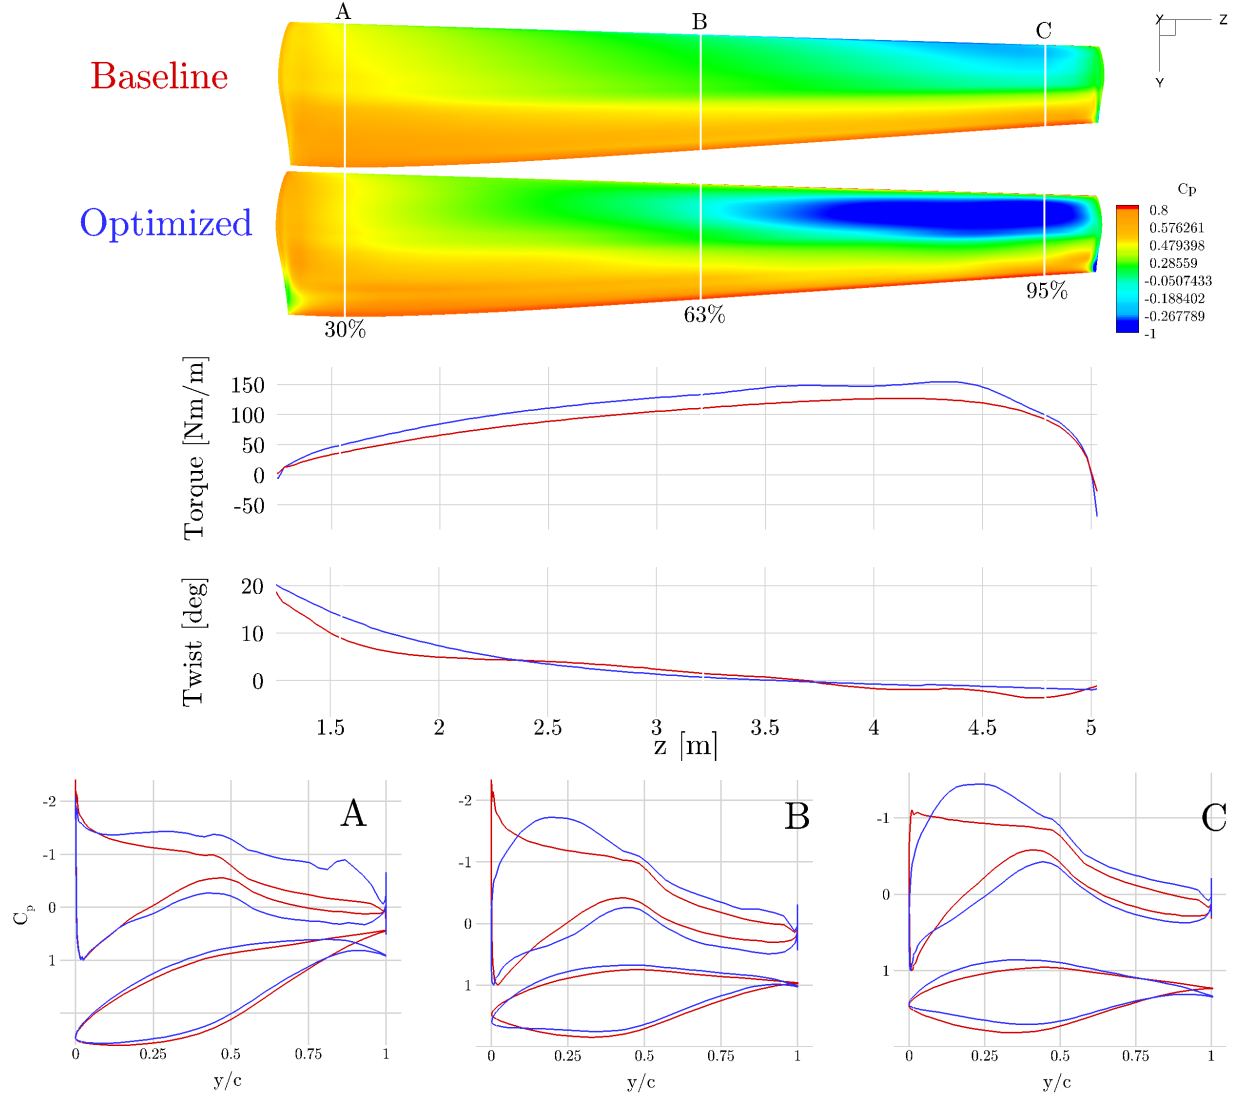 A
B
C
Baseline
Y
X
Z
Y
Optimized
Cp
0.8
0.576261
0.479398
0.28559
-0.0507433
-0.188402
-0.267789
-1
30%
63%
95%
Torque [Nm/m]
150
100
50
0
-50
Twist [deg]
20
10
0
1.5
2
2.5
3
3.5
4
4.5
5
z [m]
A
-2
-1
0
1
Cp
0
0.25
0.5
0.75
1
y/c
B
-2
-1
0
1
0
0.25
0.5
0.75
1
y/c
C
-1
0
1
0
0.25
0.5
0.75
1
y/c